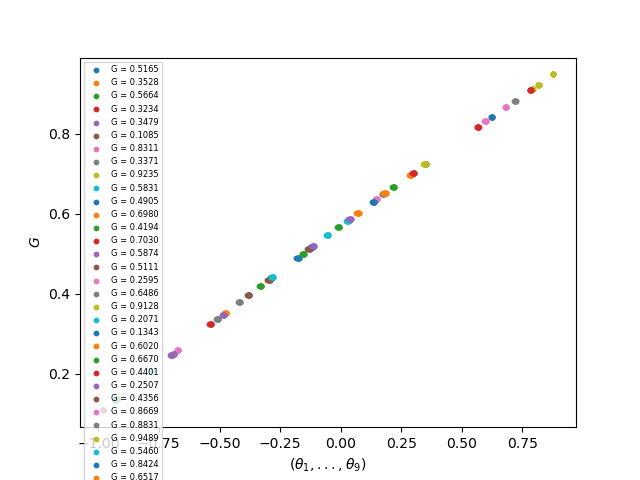 G = 0.5165
G = 0.3528
G = 0.5664
G = 0.3234
G = 0.3479
G = 0.1085
G = 0.8311
G = 0.3371
G = 0.9235
G = 0.5831
G = 0.4905
G = 0.6980
G = 0.4194
G = 0.7030
G = 0.5874
G = 0.5111
G = 0.2595
G = 0.6486
G = 0.9128
G = 0.2071
G = 0.1343
G = 0.6020
G = 0.6670
G = 0.4401
G = 0.2507
G = 0.4356
G = 0.8669
G = 0.8831
G = 0.9489
G = 0.5460
G = 0.8424
G = 0.6517
G
0.8
0.6
0.4
0.2
−1.00 −0.50 −0.25 0.00 0.25 0.50 0.75
(θ1, . . . , θ9)